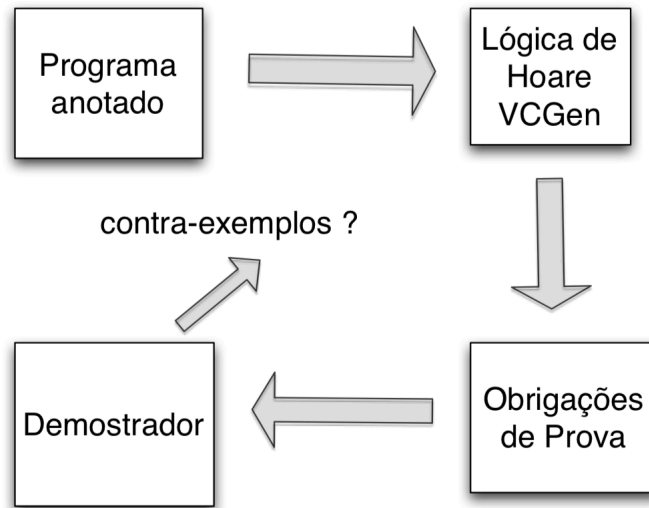 Programa
anotado
Lógica de
Hoare
VCGen
contra-exemplos ?
Demostrador
Obrigações
de Prova